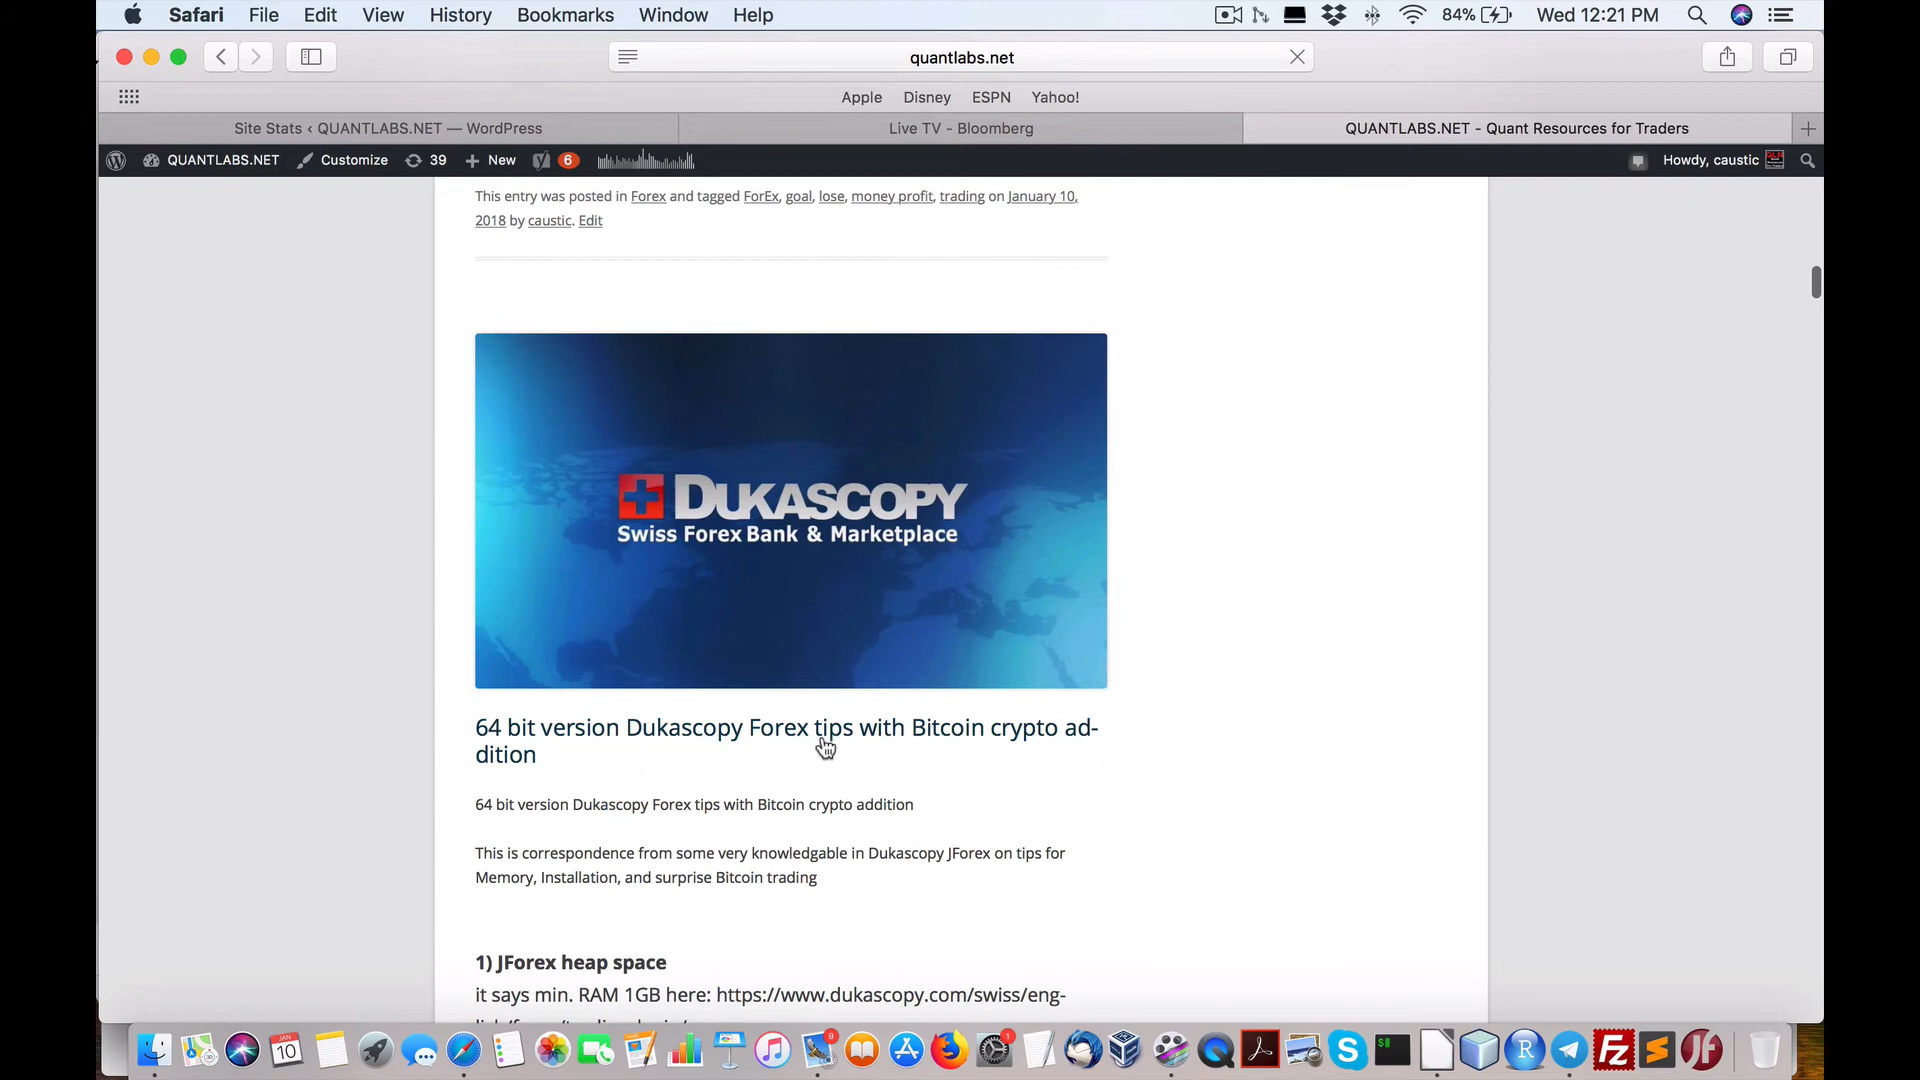 Safari File Edit View History Bookmarks Window Help 84% Wed 12:21 PM
quantlabs.net
Apple Disney ESPN Yahoo!
Site Stats ‹ QUANTLABS.NET — WordPress Live TV - Bloomberg QUANTLABS.NET - Quant Resources for Traders
QUANTLABS.NET Customize 39 New 6 Howdy, caustic
This entry was posted in Forex and tagged ForEx, goal, lose, money profit, trading on January 10,
2018 by caustic. Edit
DUKASCOPY
Swiss Forex Bank & Marketplace
64 bit version Dukascopy Forex tips with Bitcoin crypto ad-
dition
64 bit version Dukascopy Forex tips with Bitcoin crypto addition
This is correspondence from some very knowledgable in Dukascopy JForex on tips for
Memory, Installation, and surprise Bitcoin trading
1) JForex heap space
it says min. RAM 1GB here: https://www.dukascopy.com/swiss/eng-
JAN
10 9 1 $ R Fz S JF